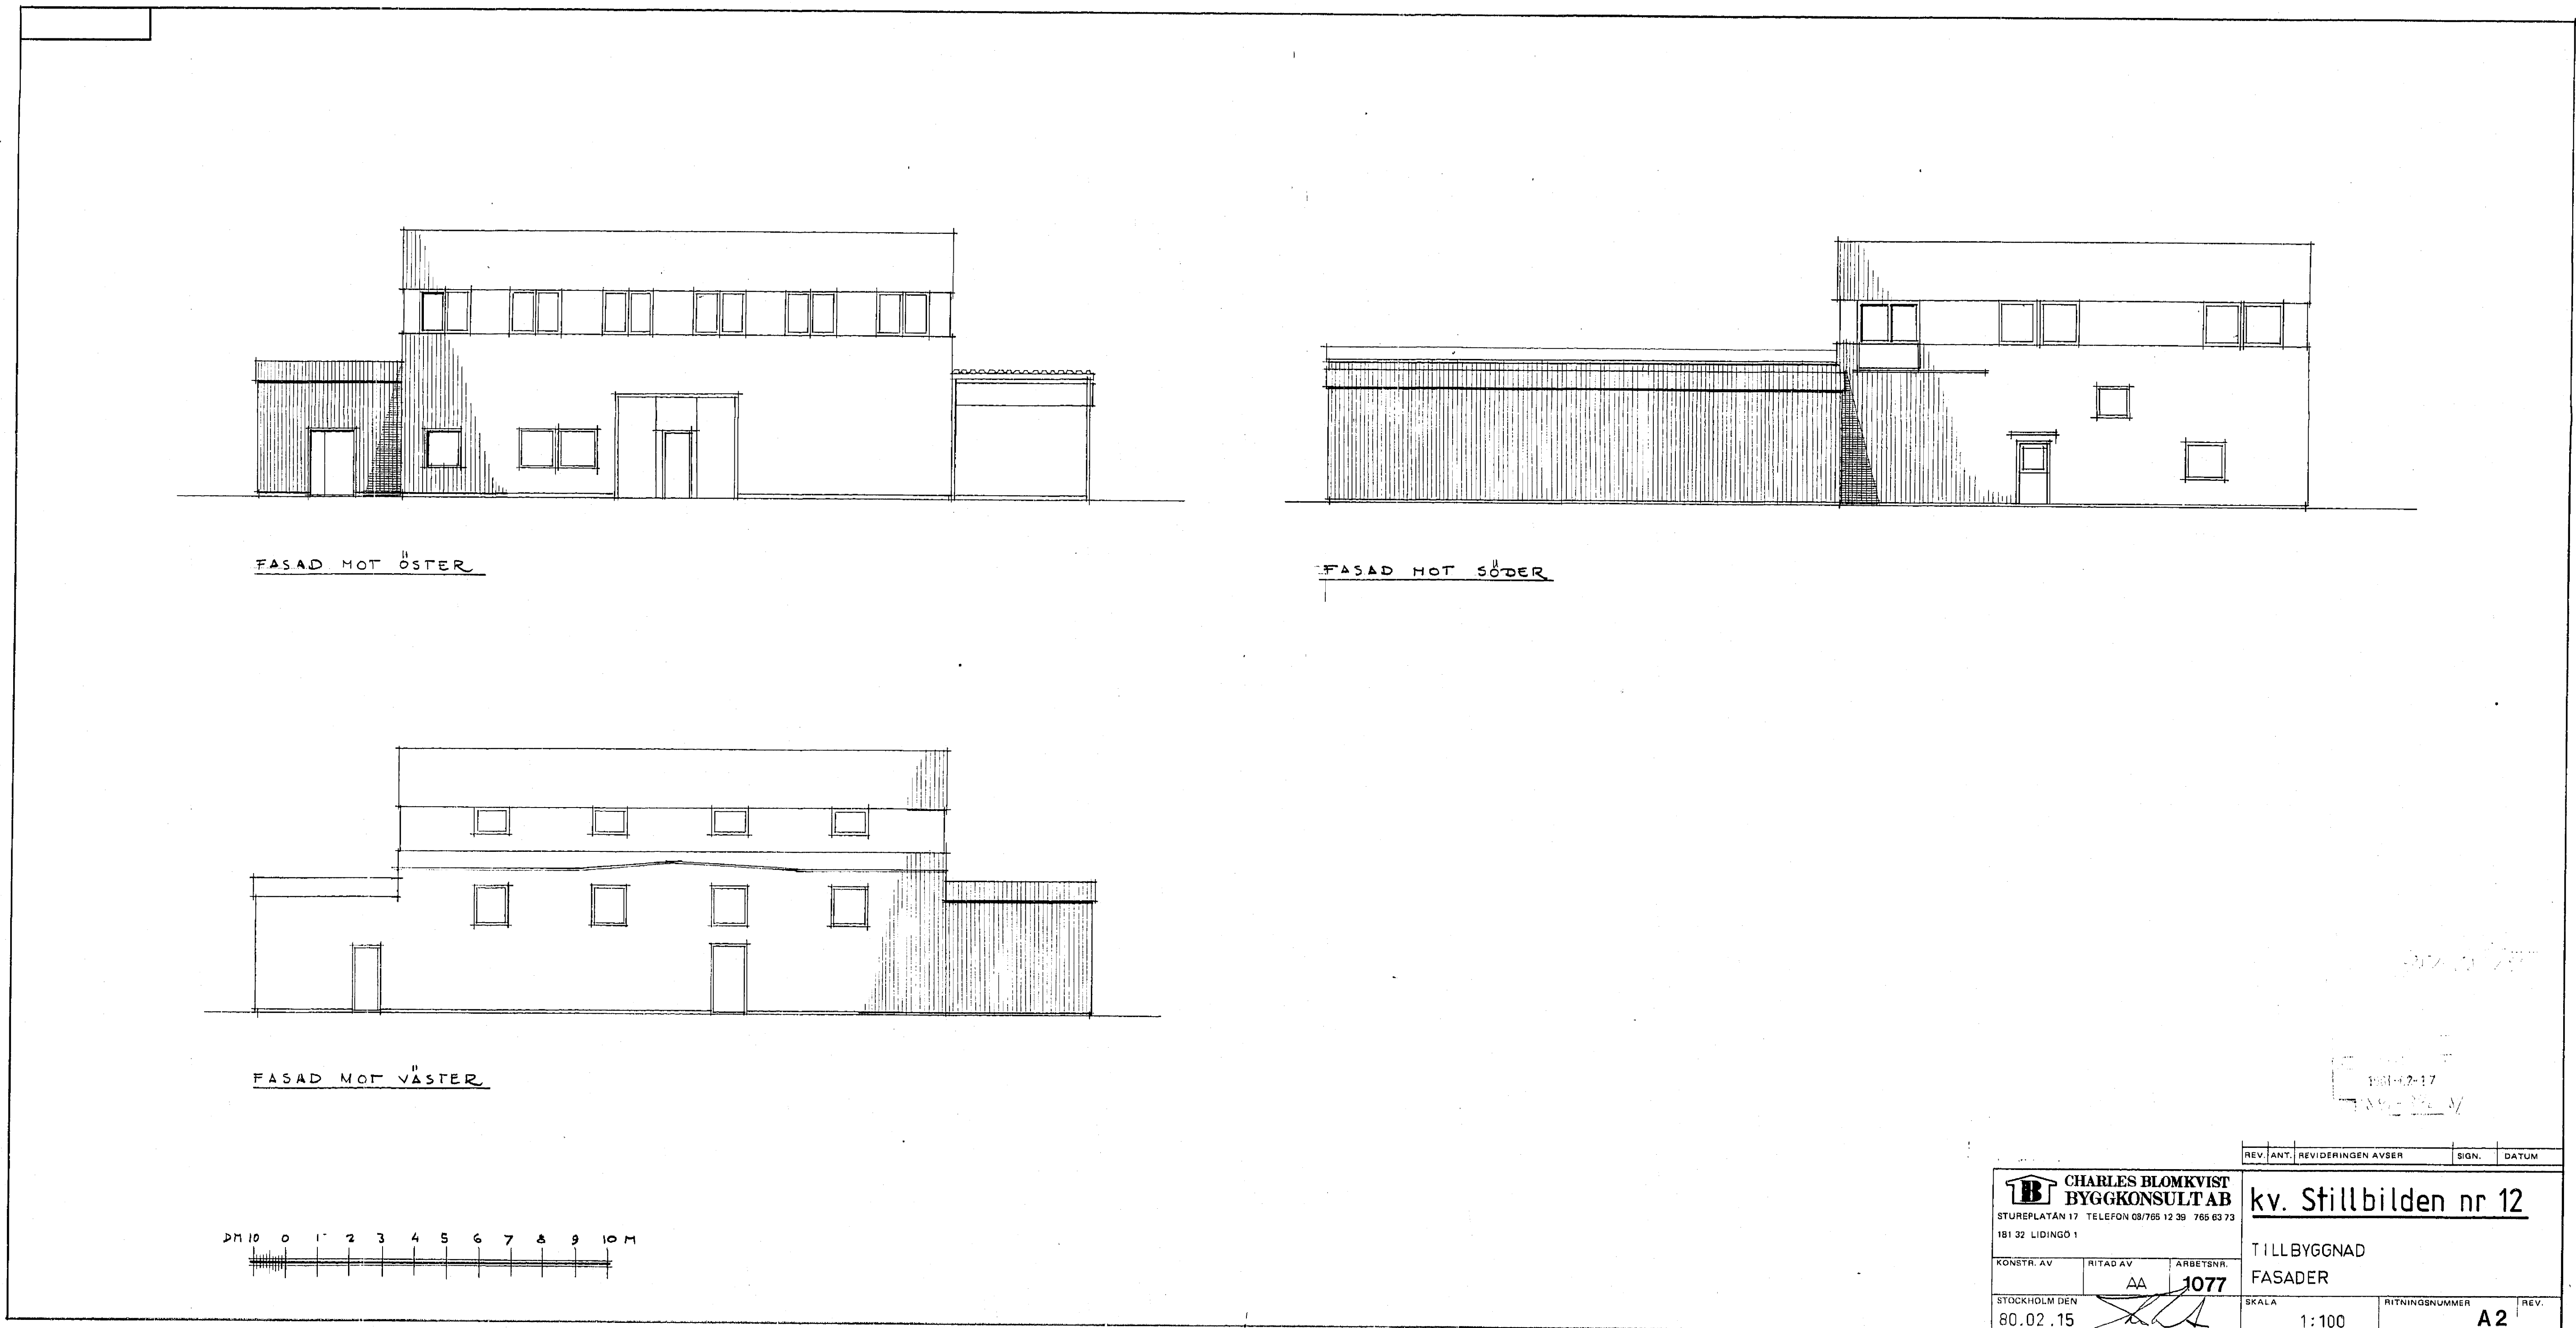 FASAD MOT ÖSTER
FASAD MOT SÖDER
FASAD MOT VÄSTER
DM 10 0 1 2 3 4 5 6 7 8 9 10 M
REV. ANT. REVIDERINGEN AVSER SIGN. DATUM
B CHARLES BLOMKVIST
BYGGKONSULT AB
STUREPLATÅN 17 TELEFON 08/766 12 39 766 63 73
181 32 LIDINGÖ 1
KONSTR. AV RITAD AV ARBETSNR.
AA 1077
STOCKHOLM DEN
80.02.15
kv. Stillbilden nr 12
TILLBYGGNAD
FASADER
SKALA RITNINGSNUMMER REV.
1:100 A2